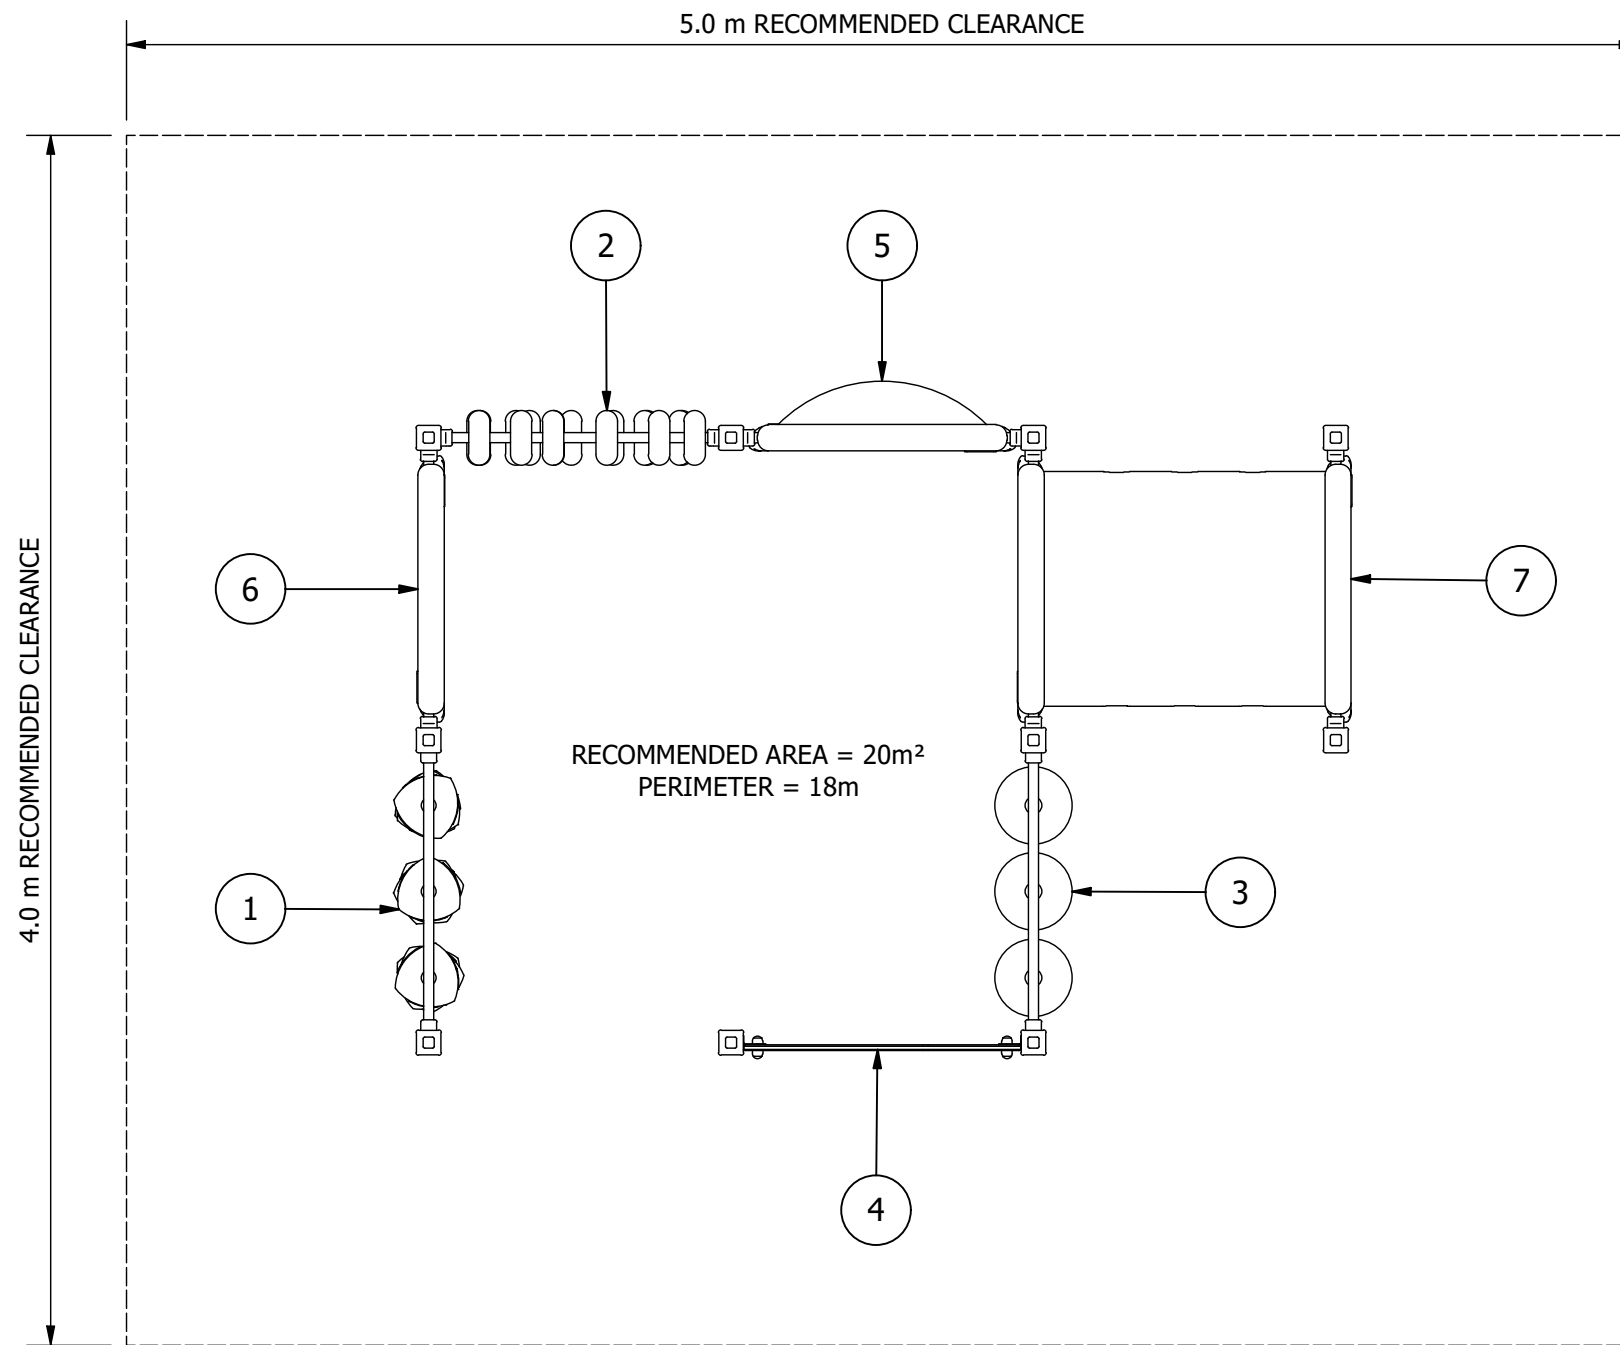 5.0 m RECOMMENDED CLEARANCE
2
5
4.0 m RECOMMENDED CLEARANCE
6
7
RECOMMENDED AREA = 20m²
PERIMETER = 18m
1
3
4